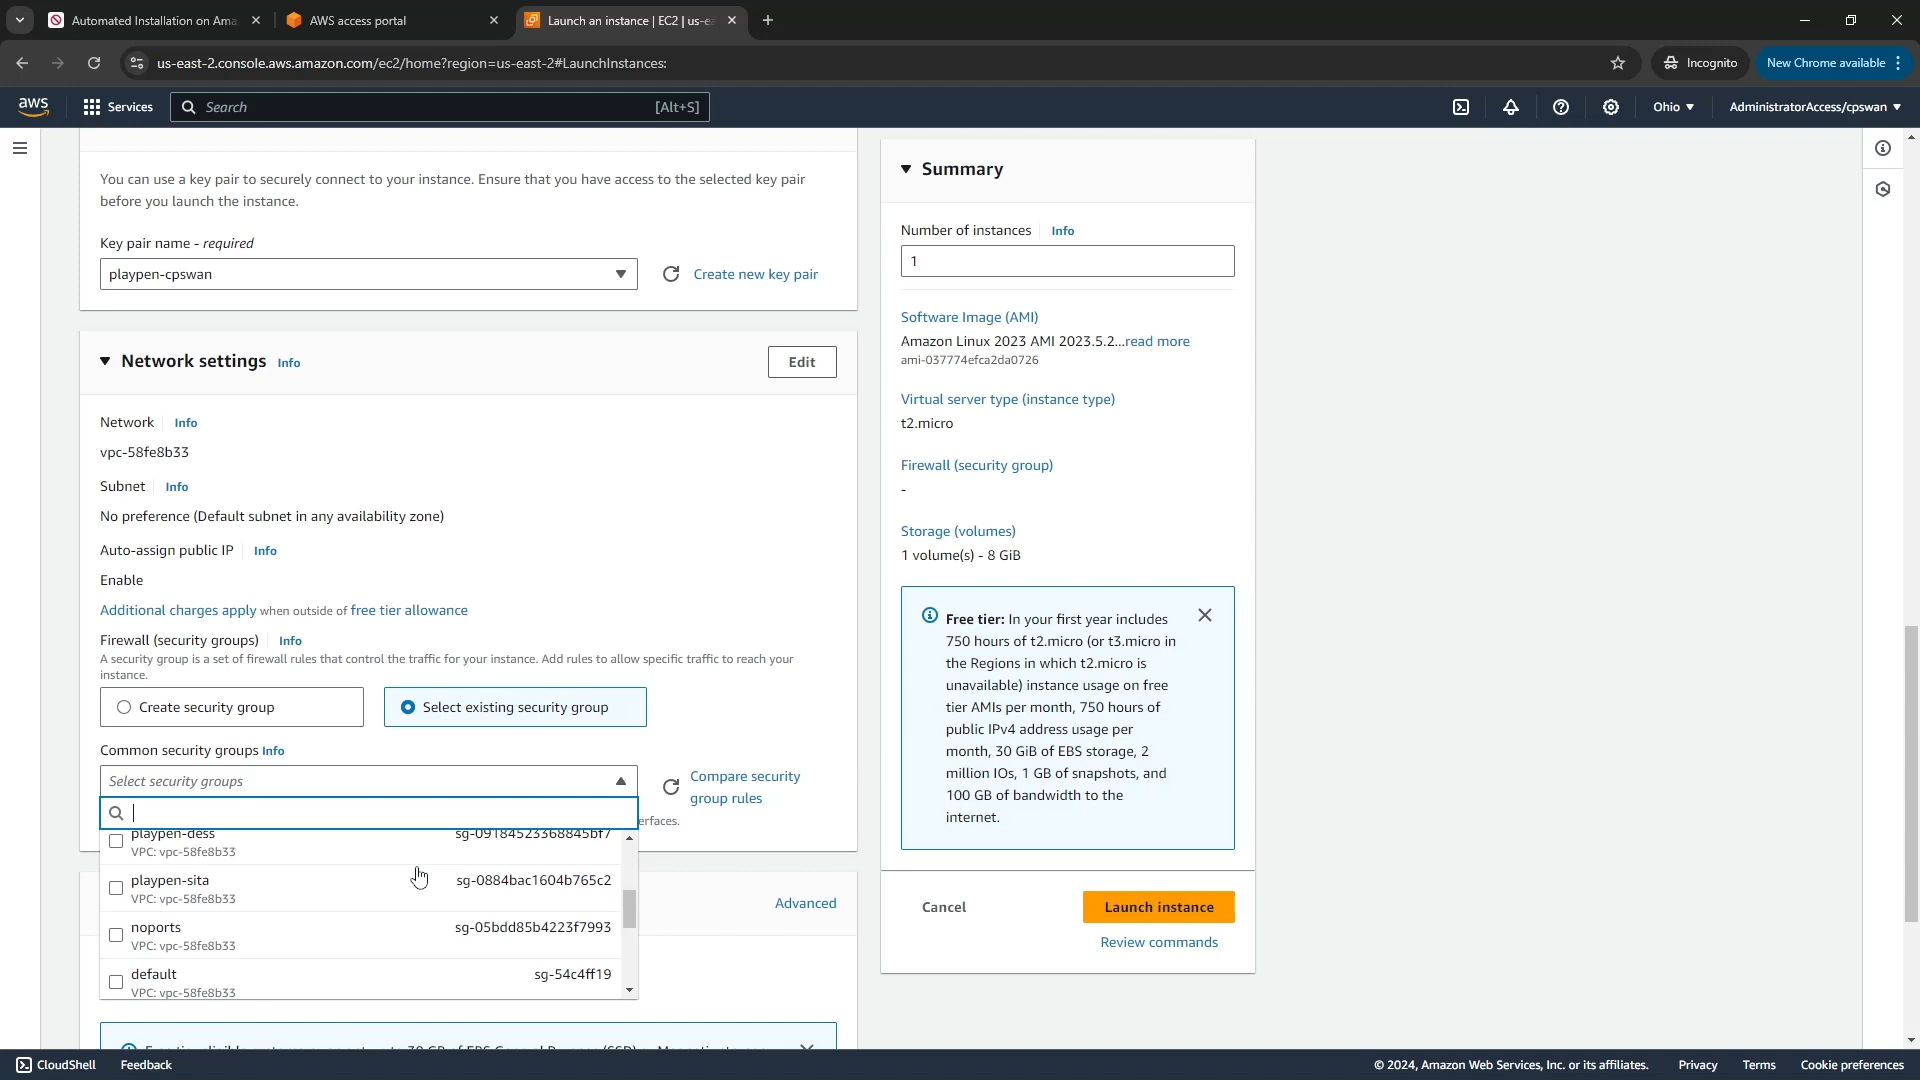 Automated Installation on Ama
AWS access portal
Launch an instance | EC2 | us-ea
us-east-2.console.aws.amazon.com/ec2/home?region=us-east-2#LaunchInstances:
Incognito
New Chrome available
aws
Services
Search
[Alt+S]
Ohio
AdministratorAccess/cpswan
You can use a key pair to securely connect to your instance. Ensure that you have access to the selected key pair
before you launch the instance.
Key pair name - required
playpen-cpswan
Create new key pair
Network settings Info
Edit
Network Info
vpc-58fe8b33
Subnet Info
No preference (Default subnet in any availability zone)
Auto-assign public IP Info
Enable
Additional charges apply when outside of free tier allowance
Firewall (security groups) Info
A security group is a set of firewall rules that control the traffic for your instance. Add rules to allow specific traffic to reach your
instance.
Create security group
Select existing security group
Common security groups Info
Select security groups
Compare security
group rules
erfaces.
playpen-dess sg-09184523368845bf7
VPC: vpc-58fe8b33
playpen-sita sg-0884bac1604b765c2
VPC: vpc-58fe8b33
noports sg-05bdd85b4223f7993
VPC: vpc-58fe8b33
default sg-54c4ff19
VPC: vpc-58fe8b33
Advanced
Summary
Number of instances Info
1
Software Image (AMI)
Amazon Linux 2023 AMI 2023.5.2...read more
ami-037774efca2da0726
Virtual server type (instance type)
t2.micro
Firewall (security group)
-
Storage (volumes)
1 volume(s) - 8 GiB
Free tier: In your first year includes
750 hours of t2.micro (or t3.micro in
the Regions in which t2.micro is
unavailable) instance usage on free
tier AMIs per month, 750 hours of
public IPv4 address usage per
month, 30 GiB of EBS storage, 2
million IOs, 1 GB of snapshots, and
100 GB of bandwidth to the
internet.
Cancel
Launch instance
Review commands
CloudShell
Feedback
© 2024, Amazon Web Services, Inc. or its affiliates.
Privacy
Terms
Cookie preferences